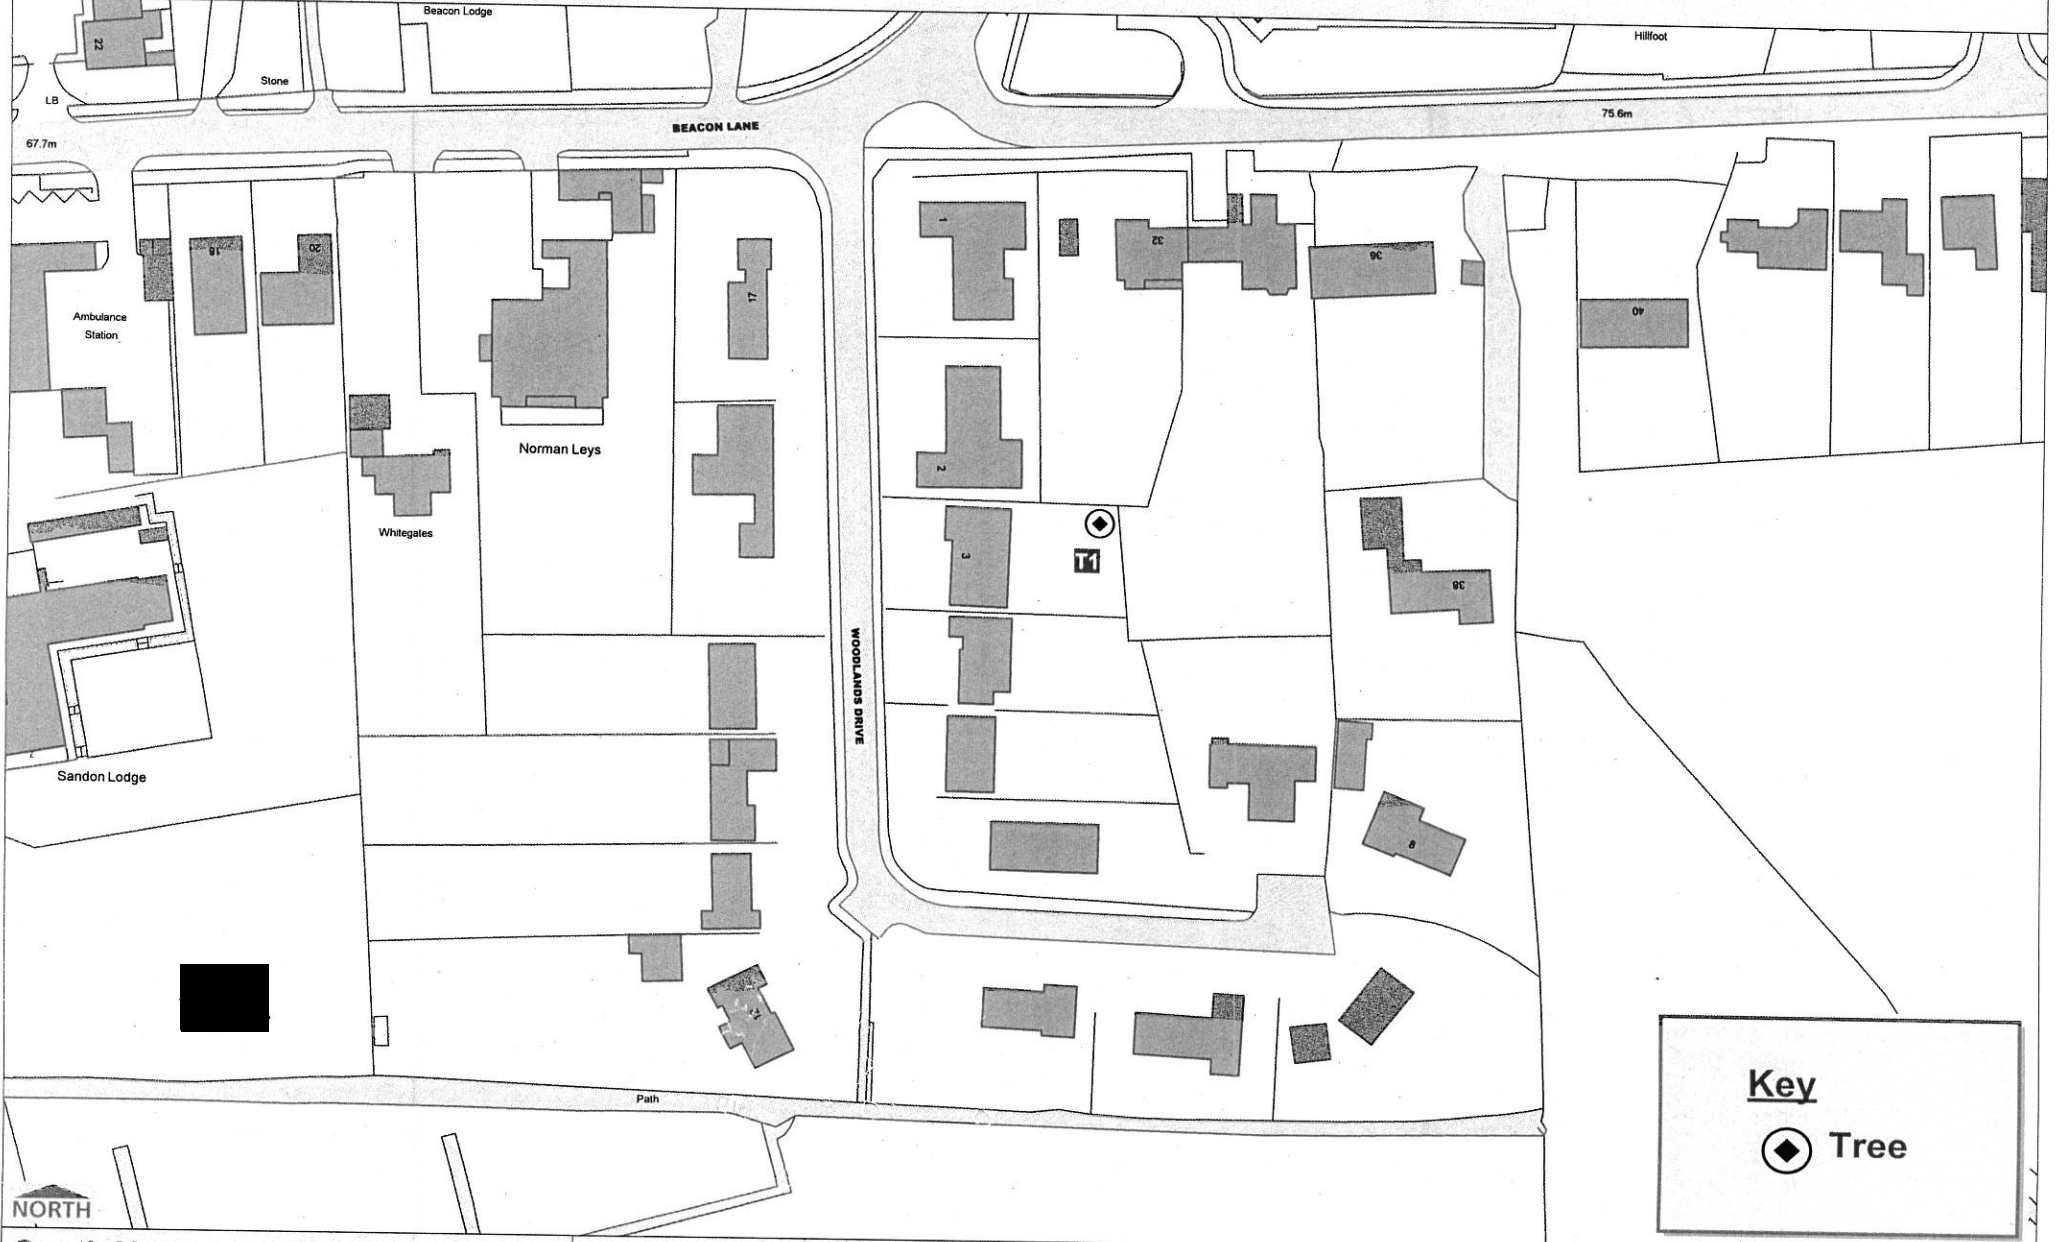 Beacon Lodge
22
Hillfoot
Stone
LB
75.6m
BEACON LANE
67.7m
1
32
18
20
36
17
40
Ambulance
Station
Norman Leys
2
Whitegates
3
T1
38
WOODLANDS DRIVE
Sandon Lodge
8
Path
Key
Tree
NORTH